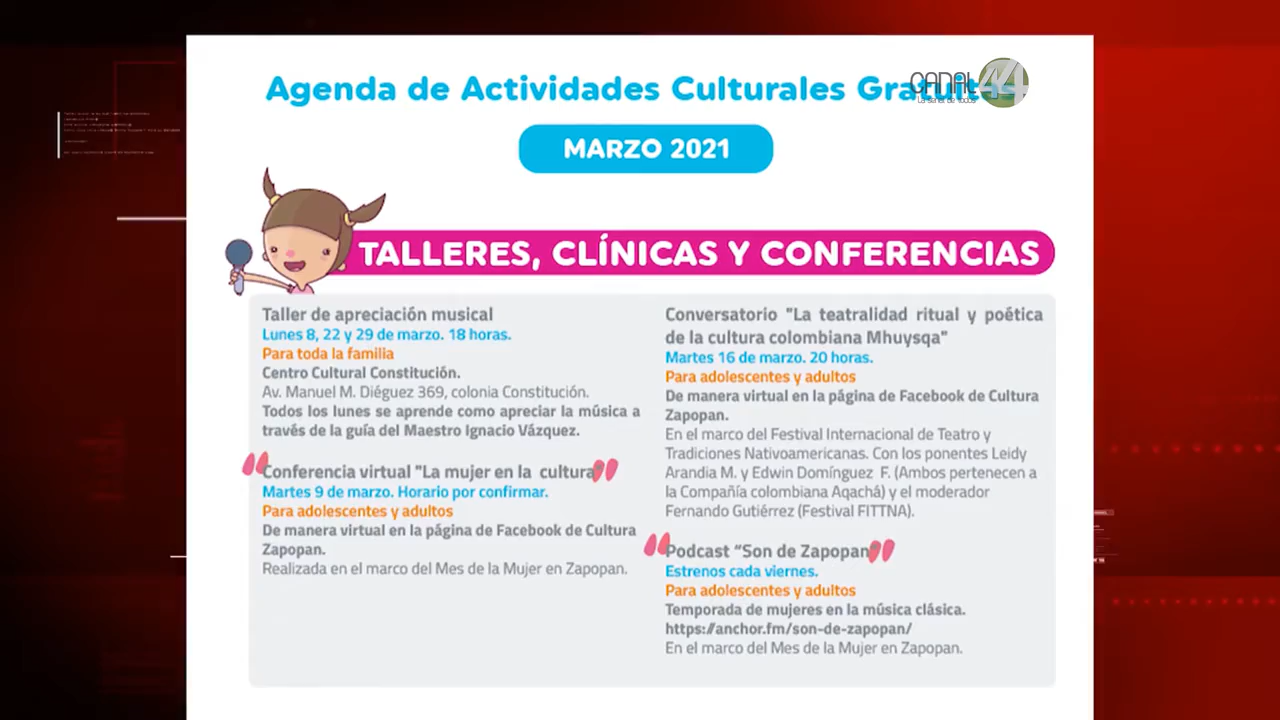 Agenda de Actividades Culturales
CANAL 44
La señal de todos
MARZO 2021
TALLERES, CLÍNICAS Y CONFERENCIAS
Taller de apreciación musical
Lunes 8, 22 y 29 de marzo. 18 horas.
Para toda la familia
Centro Cultural Constitución.
Av. Manuel M. Diéguez 369, colonia Constitución.
Todos los lunes se aprende como apreciar la música a
través de la guía del Maestro Ignacio Vázquez.
Conferencia virtual "La mujer en la cultura"
Martes 9 de marzo. Horario por confirmar.
Para adolescentes y adultos
De manera virtual en la página de Facebook de Cultura
Zapopan.
Realizada en el marco del Mes de la Mujer en Zapopan.
Conversatorio "La teatralidad ritual y poética
de la cultura colombiana Mhuysqa"
Martes 16 de marzo. 20 horas.
Para adolescentes y adultos
De manera virtual en la página de Facebook de Cultura
Zapopan.
En el marco del Festival Internacional de Teatro y
Tradiciones Nativoamericanas. Con los ponentes Leidy
Arandia M. y Edwin Domínguez F. (Ambos pertenecen a
la Compañía colombiana Aqachá) y el moderador
Fernando Gutiérrez (Festival FITTNA).
Podcast “Son de Zapopan”
Estrenos cada viernes.
Para adolescentes y adultos
Temporada de mujeres en la música clásica.
https://anchor.fm/son-de-zapopan/
En el marco del Mes de la Mujer en Zapopan.